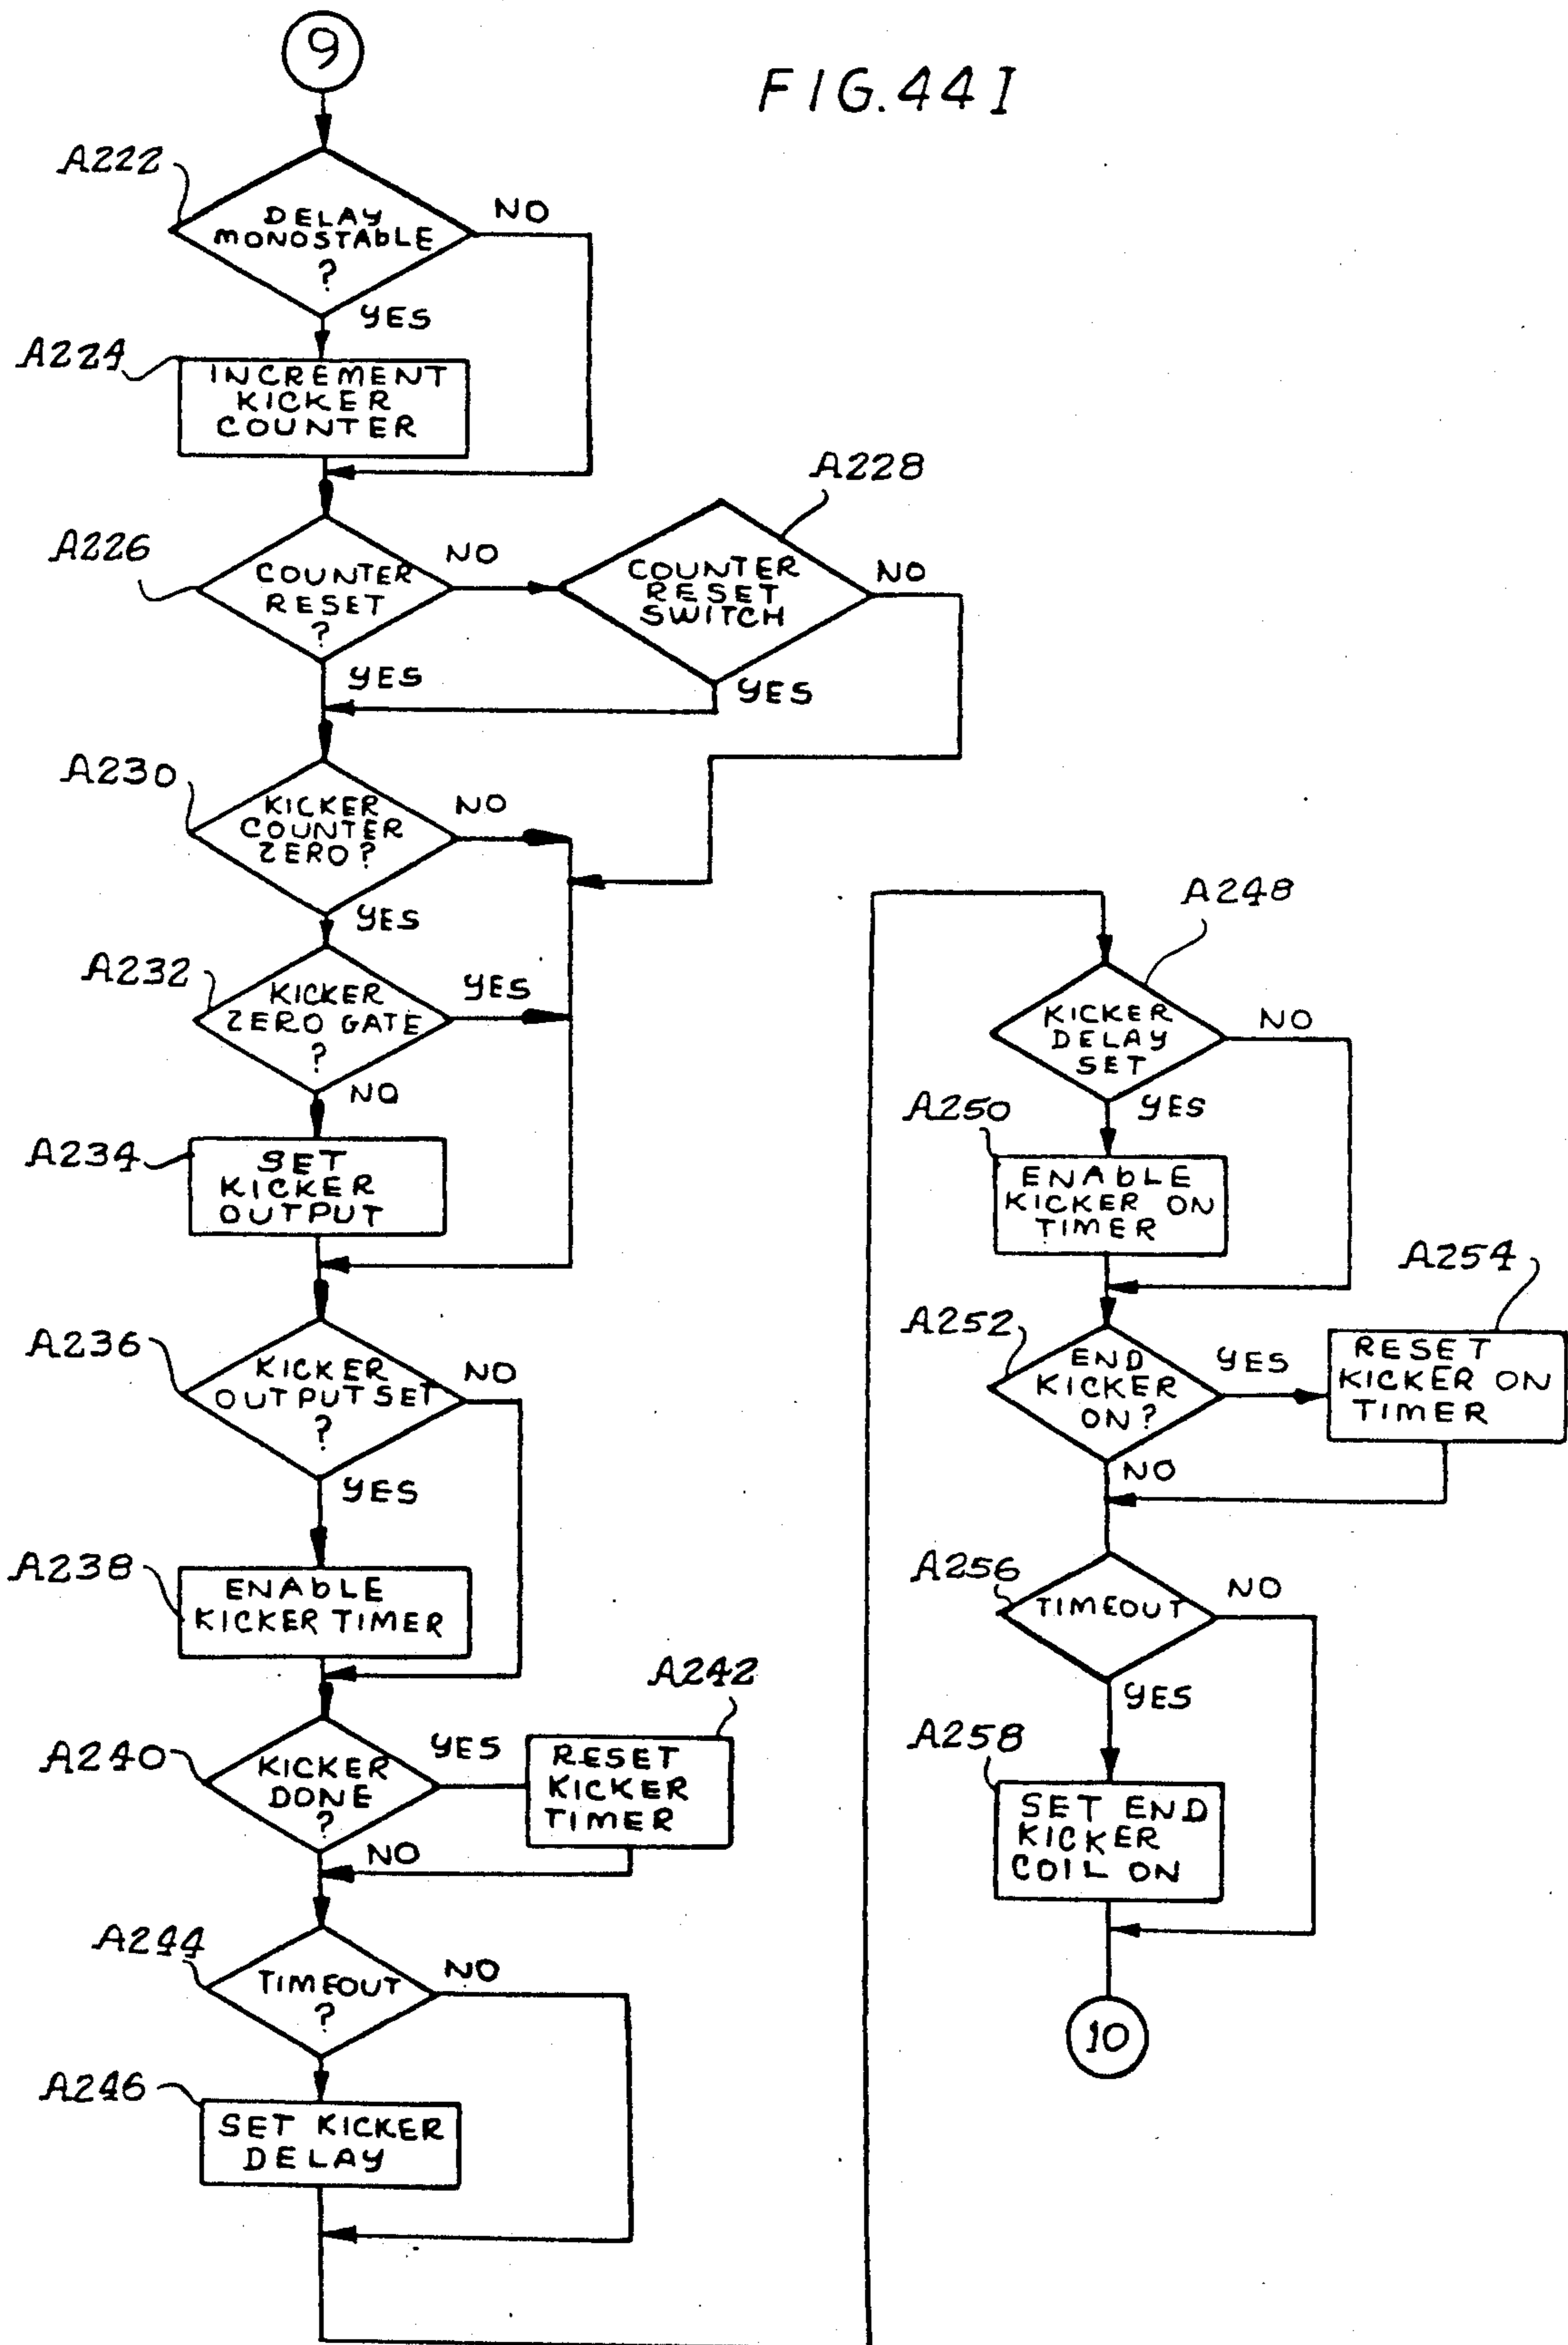 9
FIG.44I
A222
DELAY
MONOSTABLE
?
NO
YES
A224
INCREMENT
KICKER
COUNTER
A226
COUNTER
RESET
?
NO
YES
A228
COUNTER
RESET
SWITCH
NO
YES
A230
KICKER
COUNTER
ZERO?
NO
YES
A232
KICKER
ZERO GATE
?
YES
NO
A234
SET
KICKER
OUTPUT
A236
KICKER
OUTPUT SET
?
NO
YES
A238
ENABLE
KICKER TIMER
A240
KICKER
DONE
?
YES
NO
A242
RESET
KICKER
TIMER
A244
TIMEOUT
?
NO
A246
SET KICKER
DELAY
A248
KICKER
DELAY
SET
NO
YES
A250
ENABLE
KICKER ON
TIMER
A252
END
KICKER
ON?
YES
NO
A254
RESET
KICKER ON
TIMER
A256
TIMEOUT
NO
YES
A258
SET END
KICKER
COIL ON
10